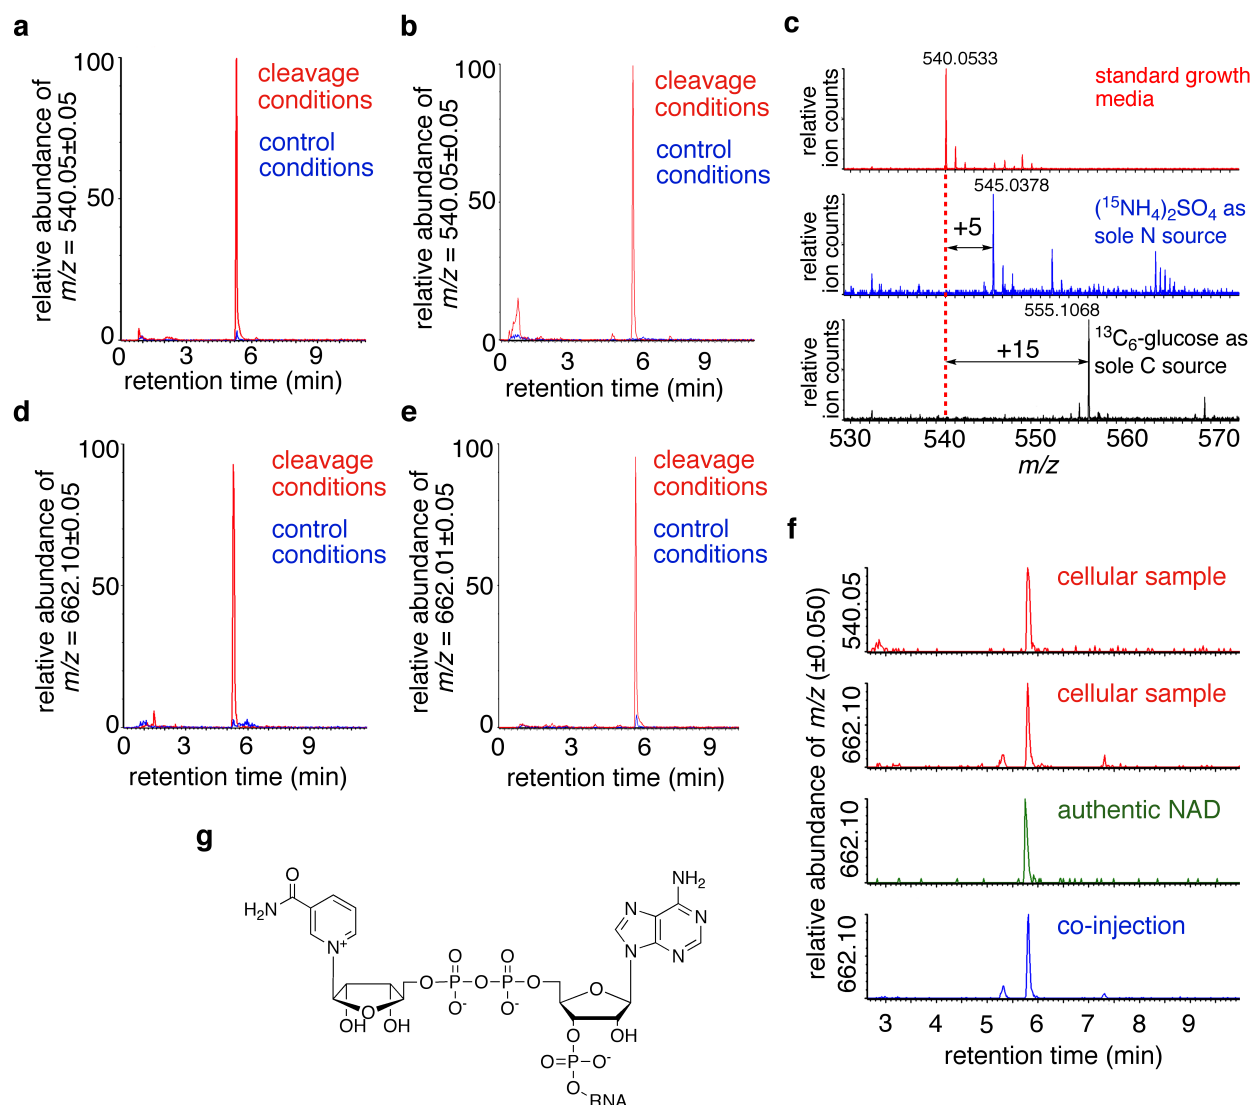 a
relative abundance of
m/z = 540.05±0.05
100
50
0
cleavage
conditions
control
conditions
0 3 6 9
retention time (min)
b
relative abundance of
m/z = 540.05±0.05
100
50
0
cleavage
conditions
control
conditions
0 3 6 9
retention time (min)
c
540.0533
relative
ion counts
standard growth
media
545.0378
relative
ion counts
+5
(¹⁵NH₄)₂SO₄ as
sole N source
555.1068
relative
ion counts
+15
¹³C₆-glucose as
sole C source
530 540 550 560 570
m/z
d
relative abundance of
m/z = 662.10±0.05
100
50
0
cleavage
conditions
control
conditions
0 3 6 9
retention time (min)
e
relative abundance of
m/z = 662.01±0.05
100
50
0
cleavage
conditions
control
conditions
0 3 6 9
retention time (min)
f
relative abundance of m/z (±0.050)
540.05
cellular sample
662.10
cellular sample
662.10
authentic NAD
662.10
co-injection
3 4 5 6 7 8 9
retention time (min)
g
O
H₂N
N⁺
NH₂
N N
N N
O O
O P O P O
O⁻ O⁻
O O
OH OH
O OH
O=P–O⁻
O
RNA